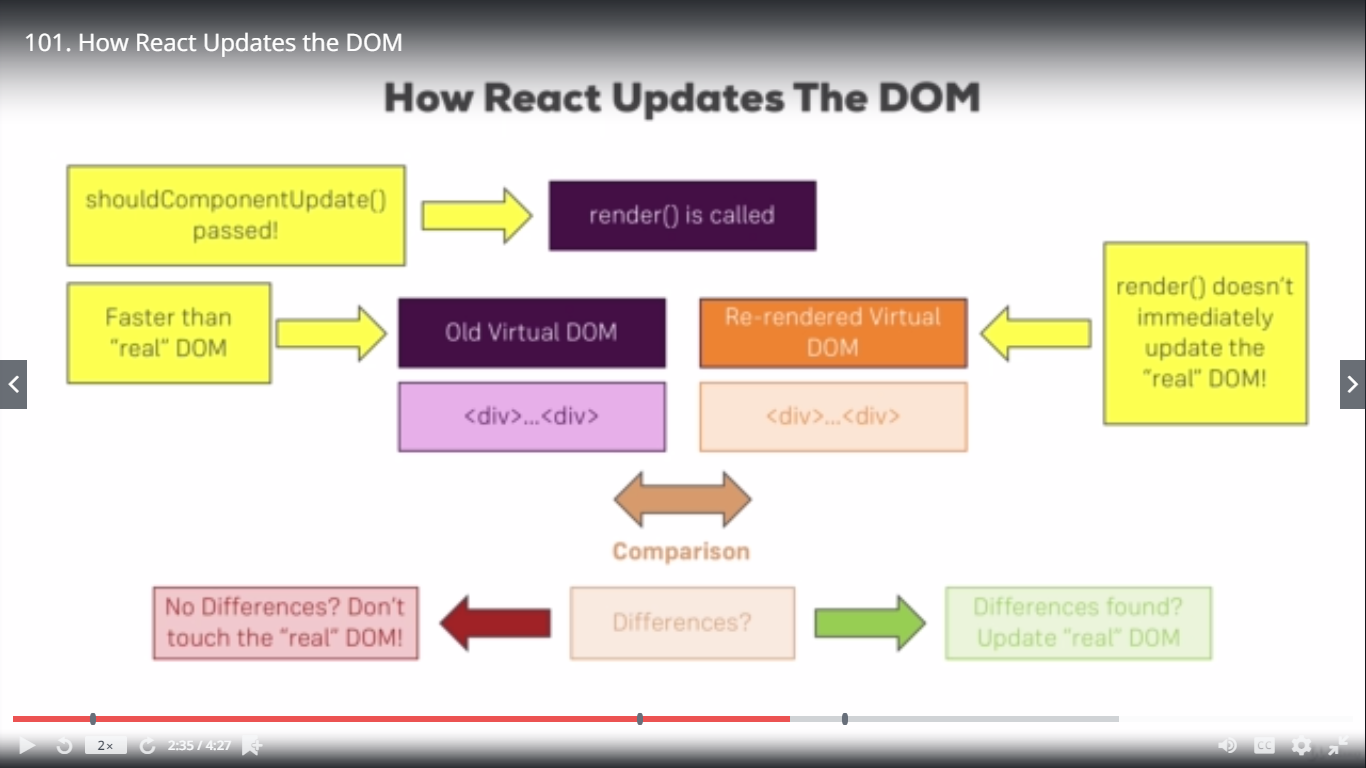 101. How React Updates the DOM
How React Updates The DOM
shouldComponentUpdate()
passed!
render() is called
Faster than
"real" DOM
Old Virtual DOM
Re-rendered Virtual
DOM
render() doesn't
immediately
update the
"real" DOM!
<div>...<div>
<div>...<div>
Comparison
No Differences? Don't
touch the "real" DOM!
Differences?
Differences found?
Update "real" DOM
2x
2:35 / 4:27
CC